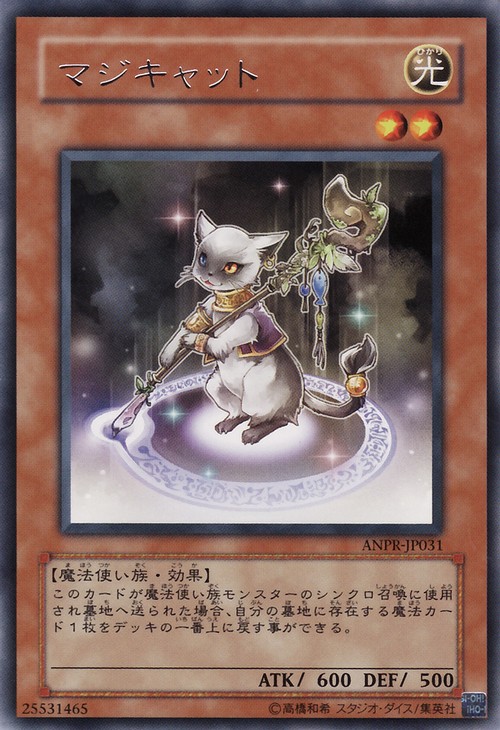 マジキャット
ひかり
光
ANPR-JP031
【魔法使い族・効果】
このカードが魔法使い族モンスターのシンクロ召喚に使用
され墓地へ送られた場合、自分の墓地に存在する魔法カー
ド1枚をデッキの一番上に戻す事ができる。
ATK/ 600 DEF/ 500
25531465
©高橋和希 スタジオ・ダイス/集英社